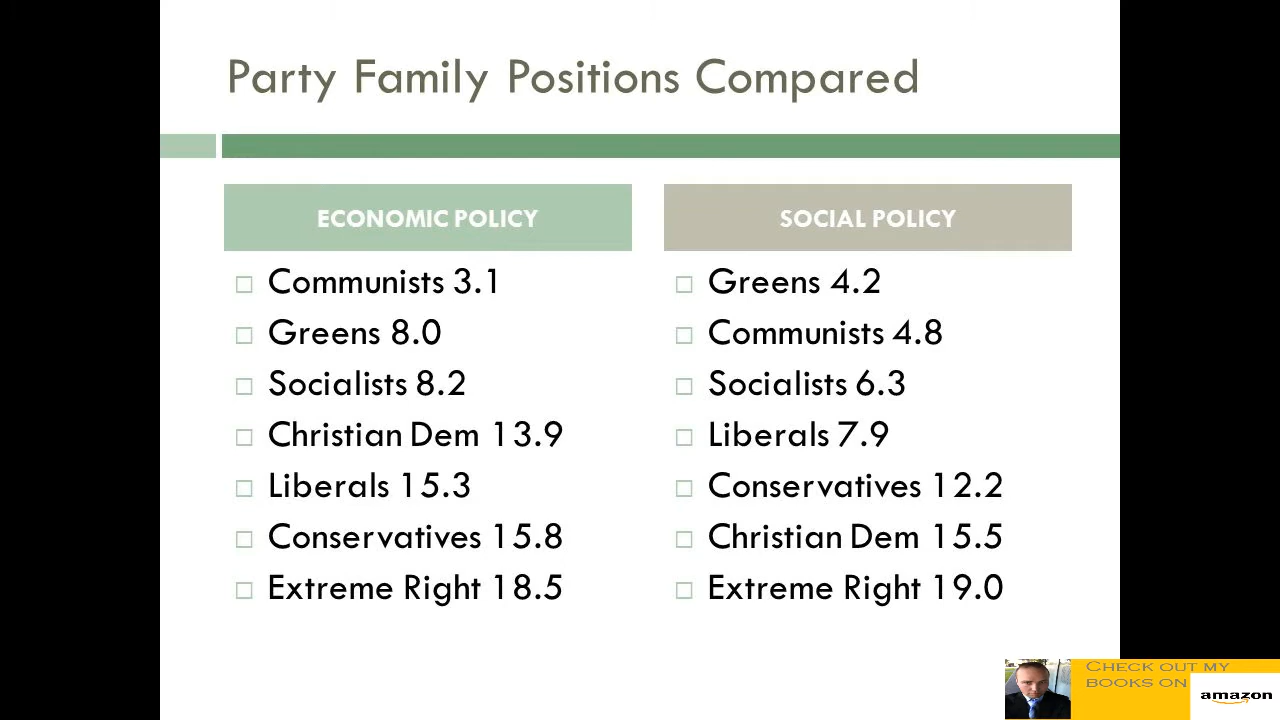 Party Family Positions Compared
ECONOMIC POLICY
Communists 3.1
Greens 8.0
Socialists 8.2
Christian Dem 13.9
Liberals 15.3
Conservatives 15.8
Extreme Right 18.5
SOCIAL POLICY
Greens 4.2
Communists 4.8
Socialists 6.3
Liberals 7.9
Conservatives 12.2
Christian Dem 15.5
Extreme Right 19.0
CHECK OUT MY
BOOKS ON
amazon